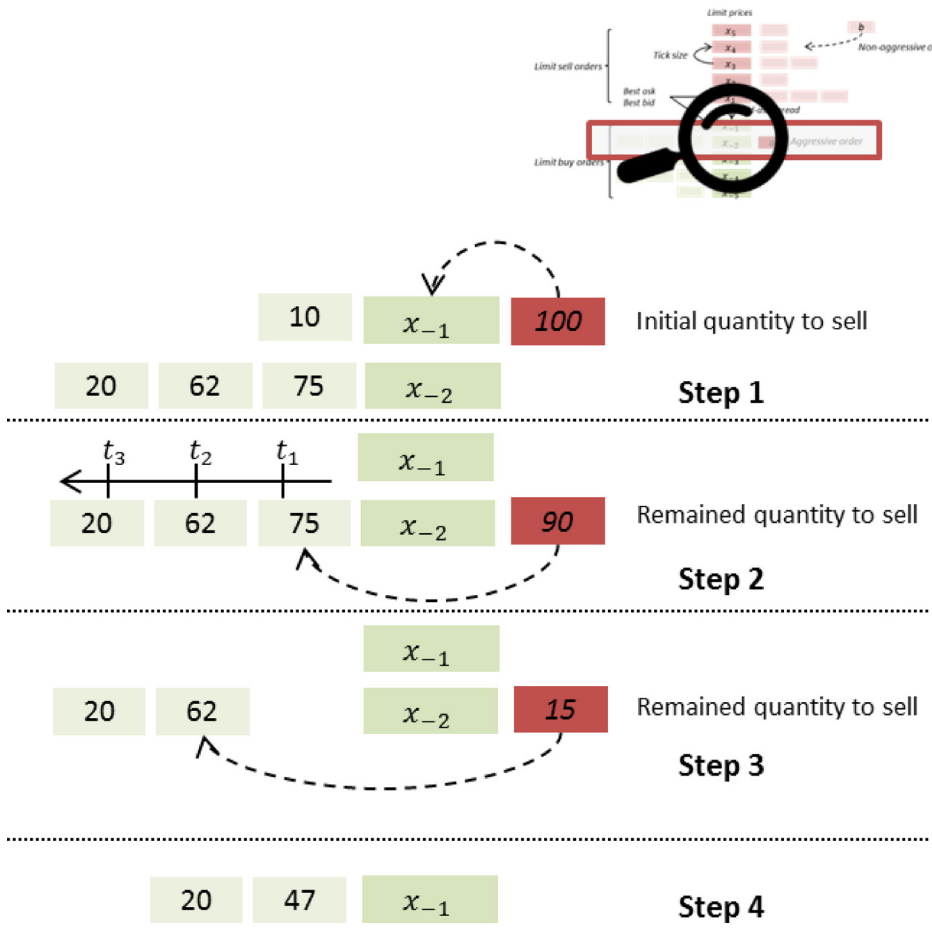 Limit prices
x₅
b
x₄
Non-aggressive o
Tick size
x₃
Limit sell orders
Best ask
Best bid
Aggressive order
Limit buy orders
10 x₋₁ 100 Initial quantity to sell
20 62 75 x₋₂ Step 1
t₃ t₂ t₁ x₋₁
20 62 75 x₋₂ 90 Remained quantity to sell
Step 2
x₋₁
20 62 x₋₂ 15 Remained quantity to sell
Step 3
20 47 x₋₁ Step 4